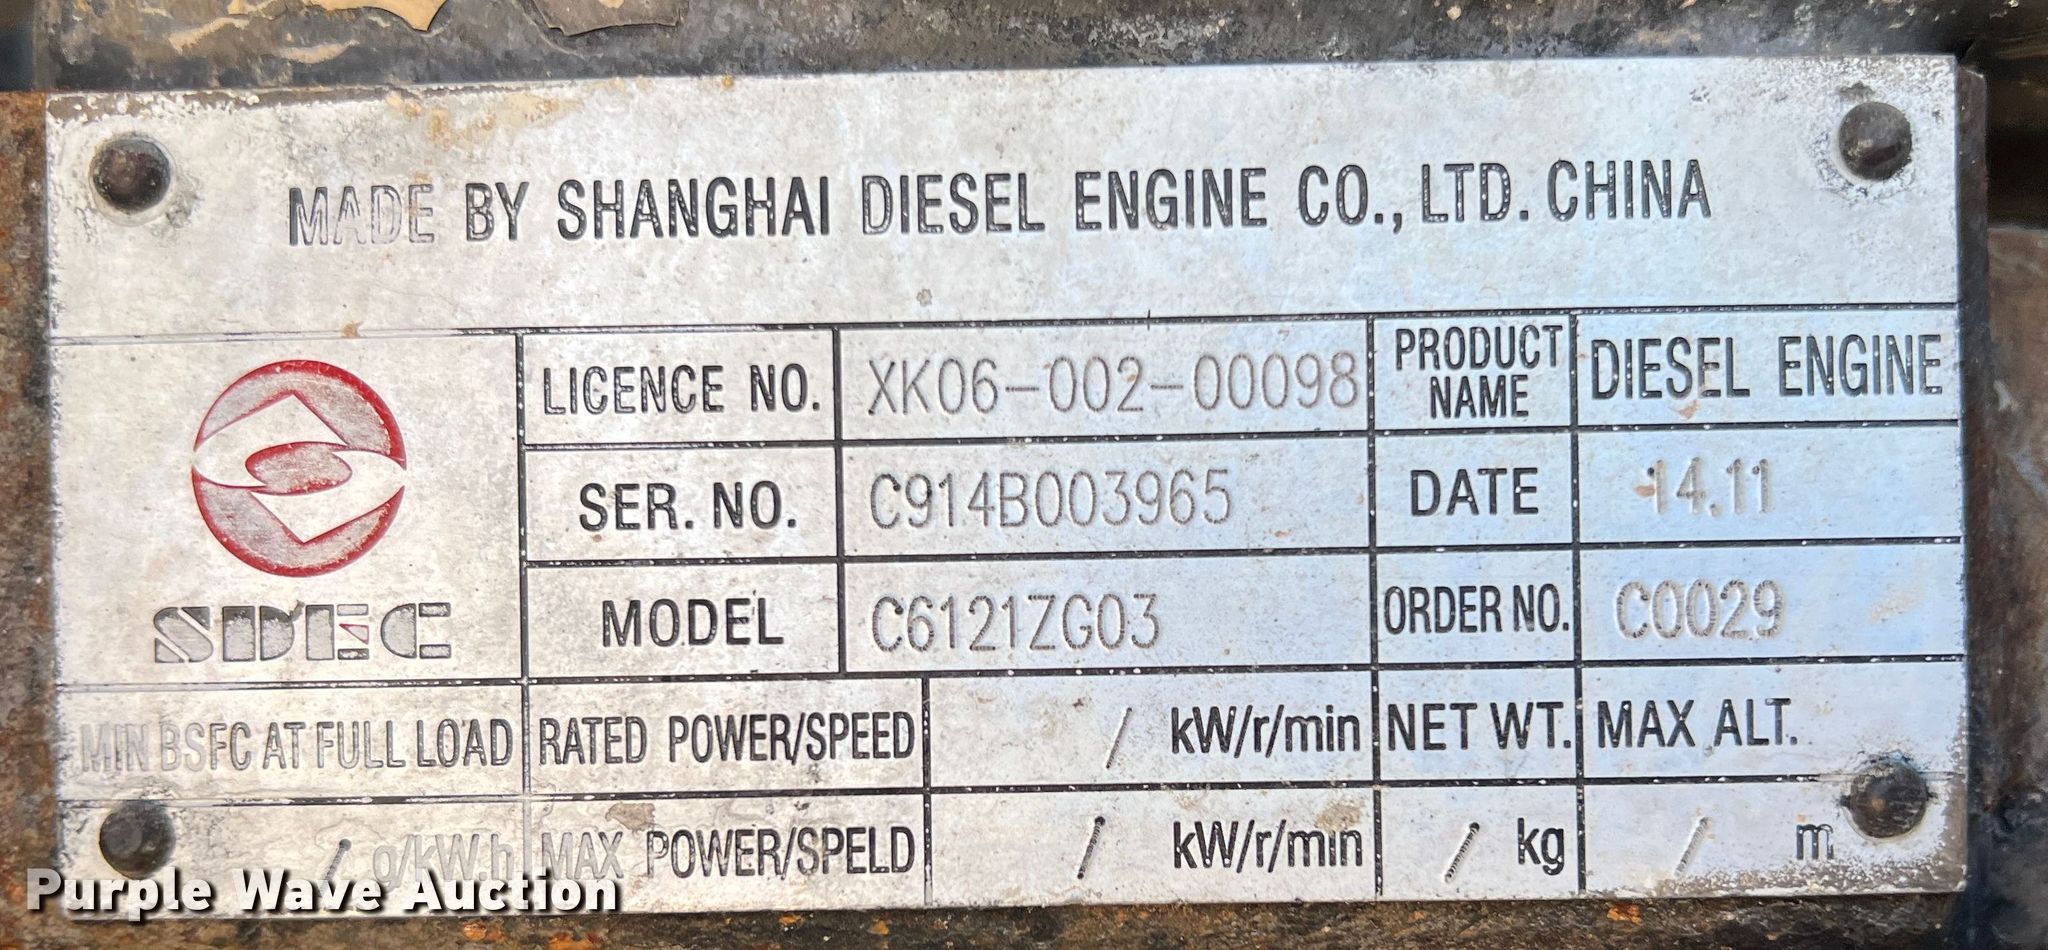 MADE BY SHANGHAI DIESEL ENGINE CO., LTD. CHINA
SDEC
LICENCE NO. XK06-002-00098 PRODUCT NAME DIESEL ENGINE
SER. NO. C914B003965 DATE 14.11
MODEL C6121ZG03 ORDER NO. C0029
MIN BSFC AT FULL LOAD RATED POWER/SPEED / kW/r/min NET WT. MAX ALT.
/ g/kW.h MAX POWER/SPELD / kW/r/min / kg / m
Purple Wave Auction